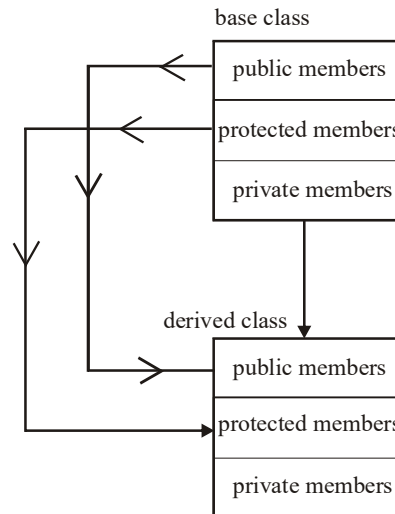 base class
public members
protected members
private members
derived class
public members
protected members
private members